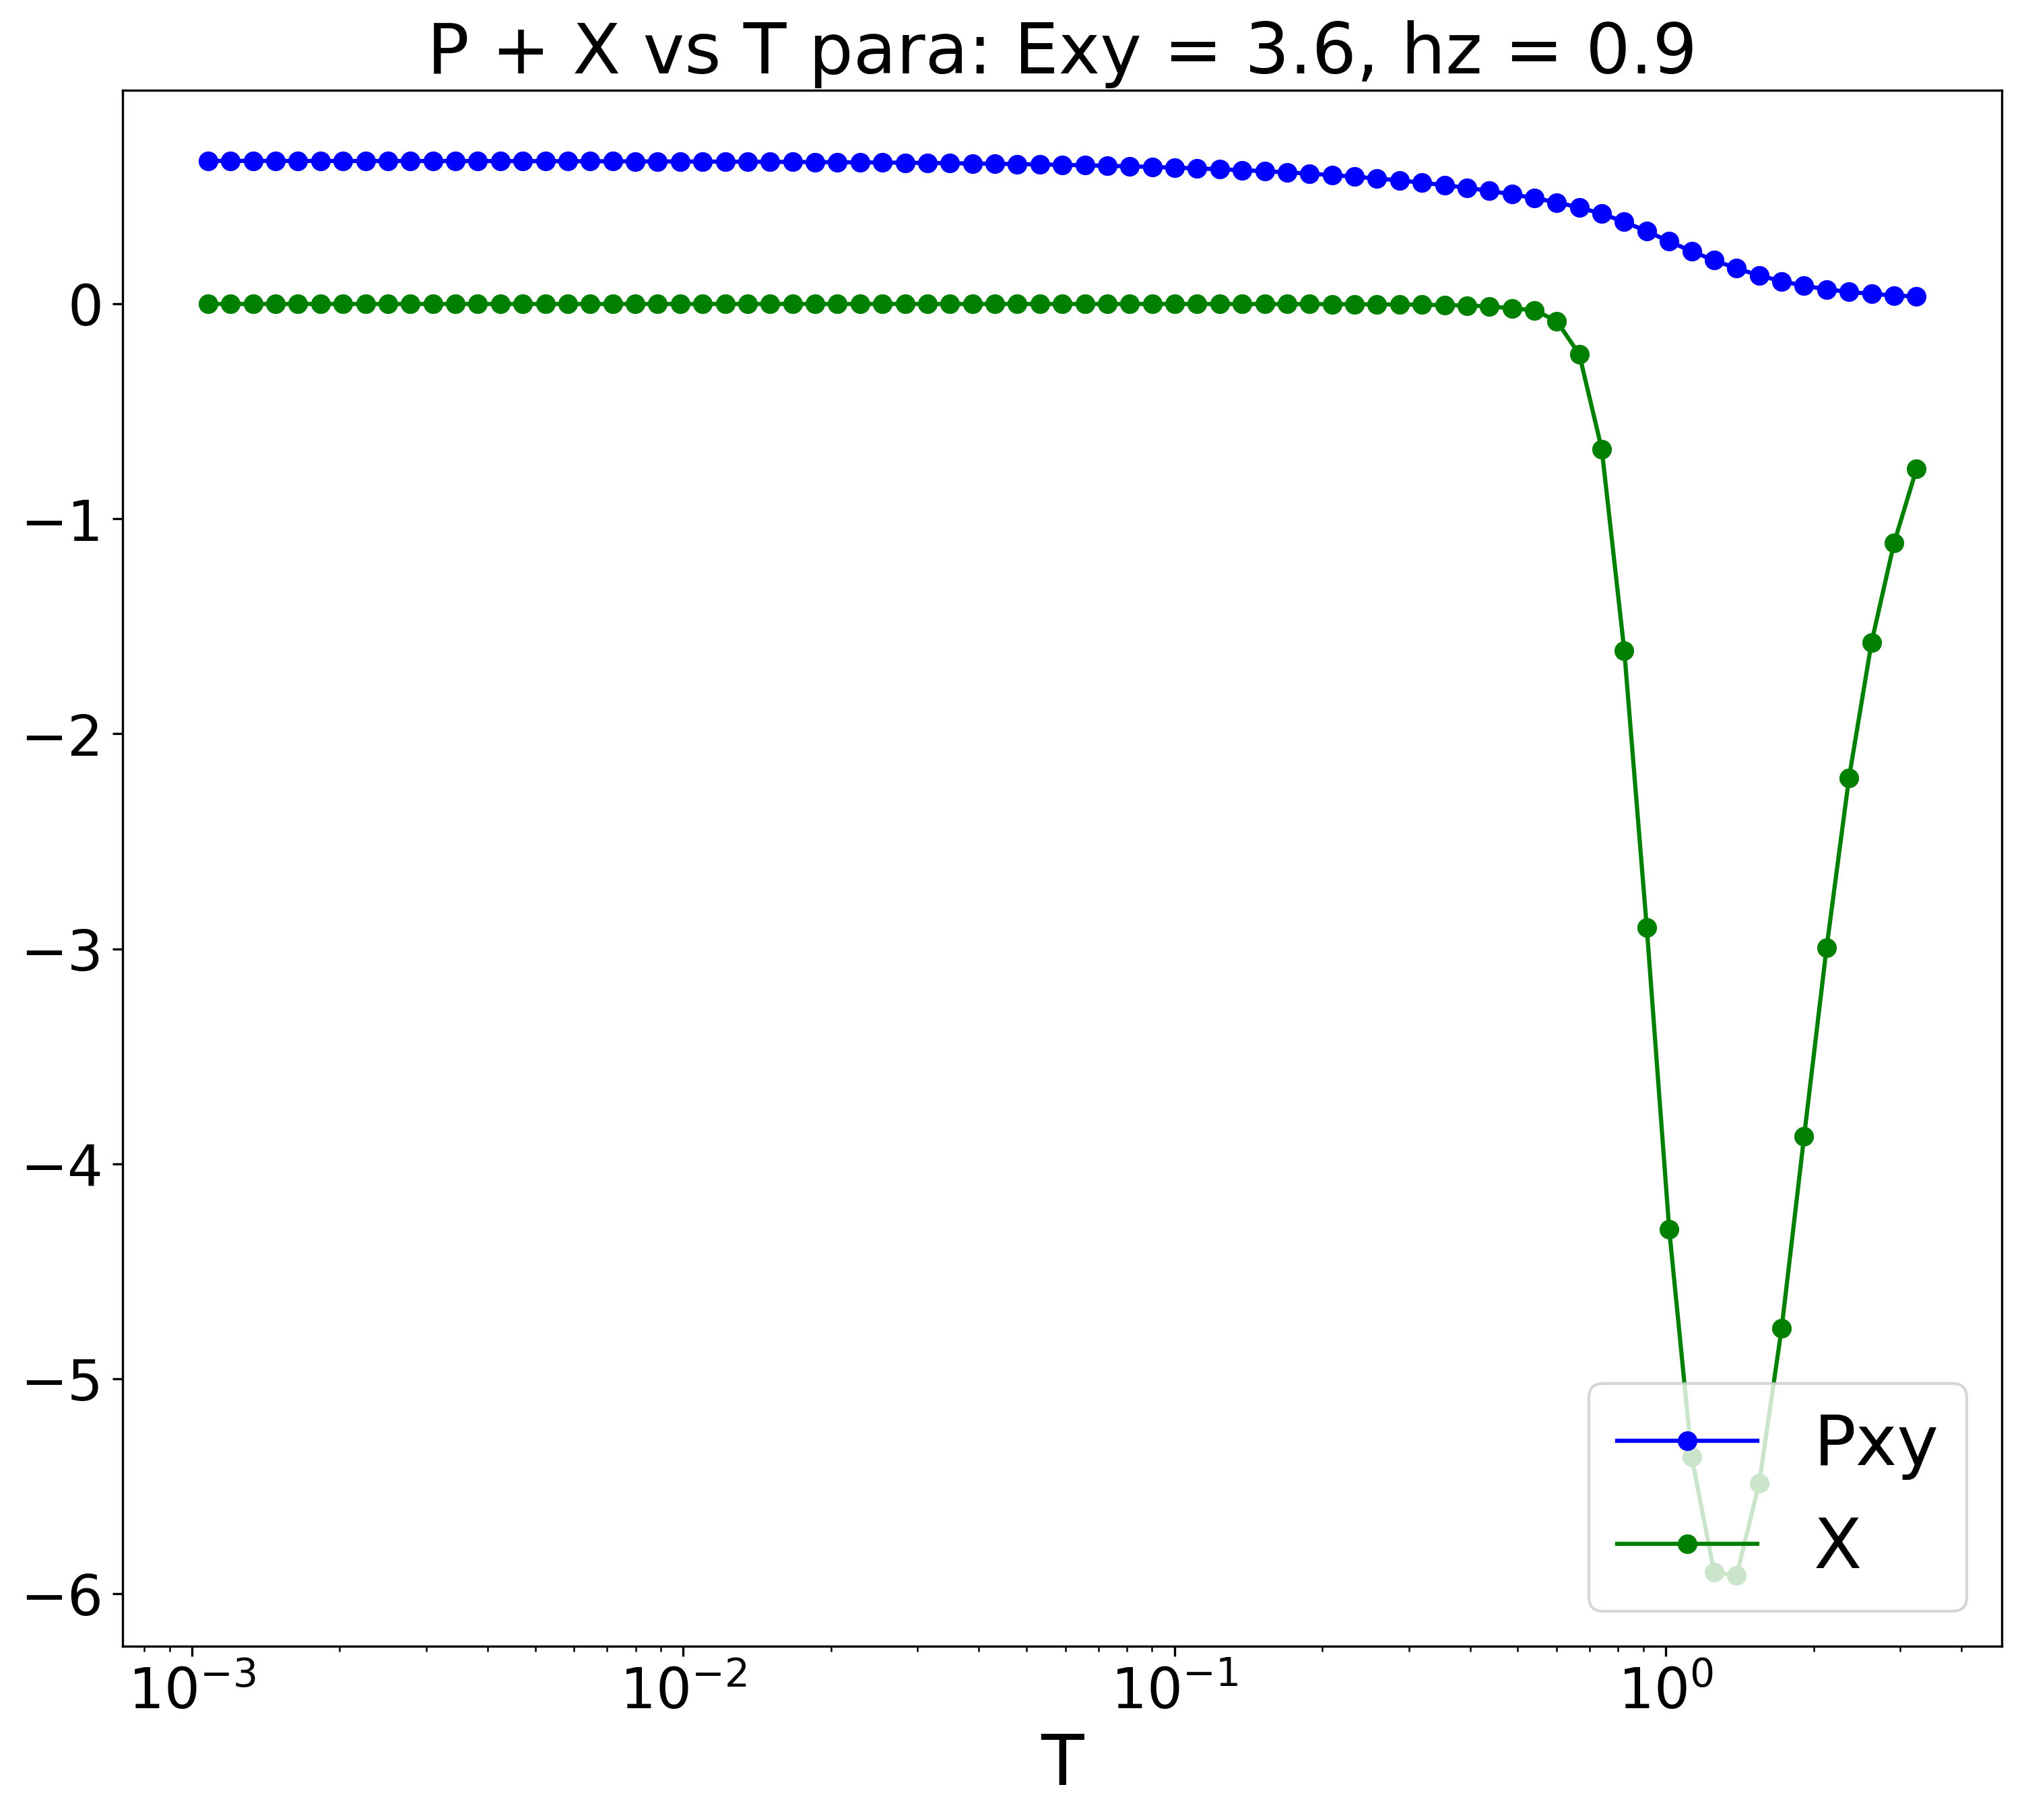 P + X vs T para: Exy = 3.6, hz = 0.9
0
−1
−2
−3
−4
−5
−6
Pxy
X
10⁻³ 10⁻² 10⁻¹ 10⁰
T